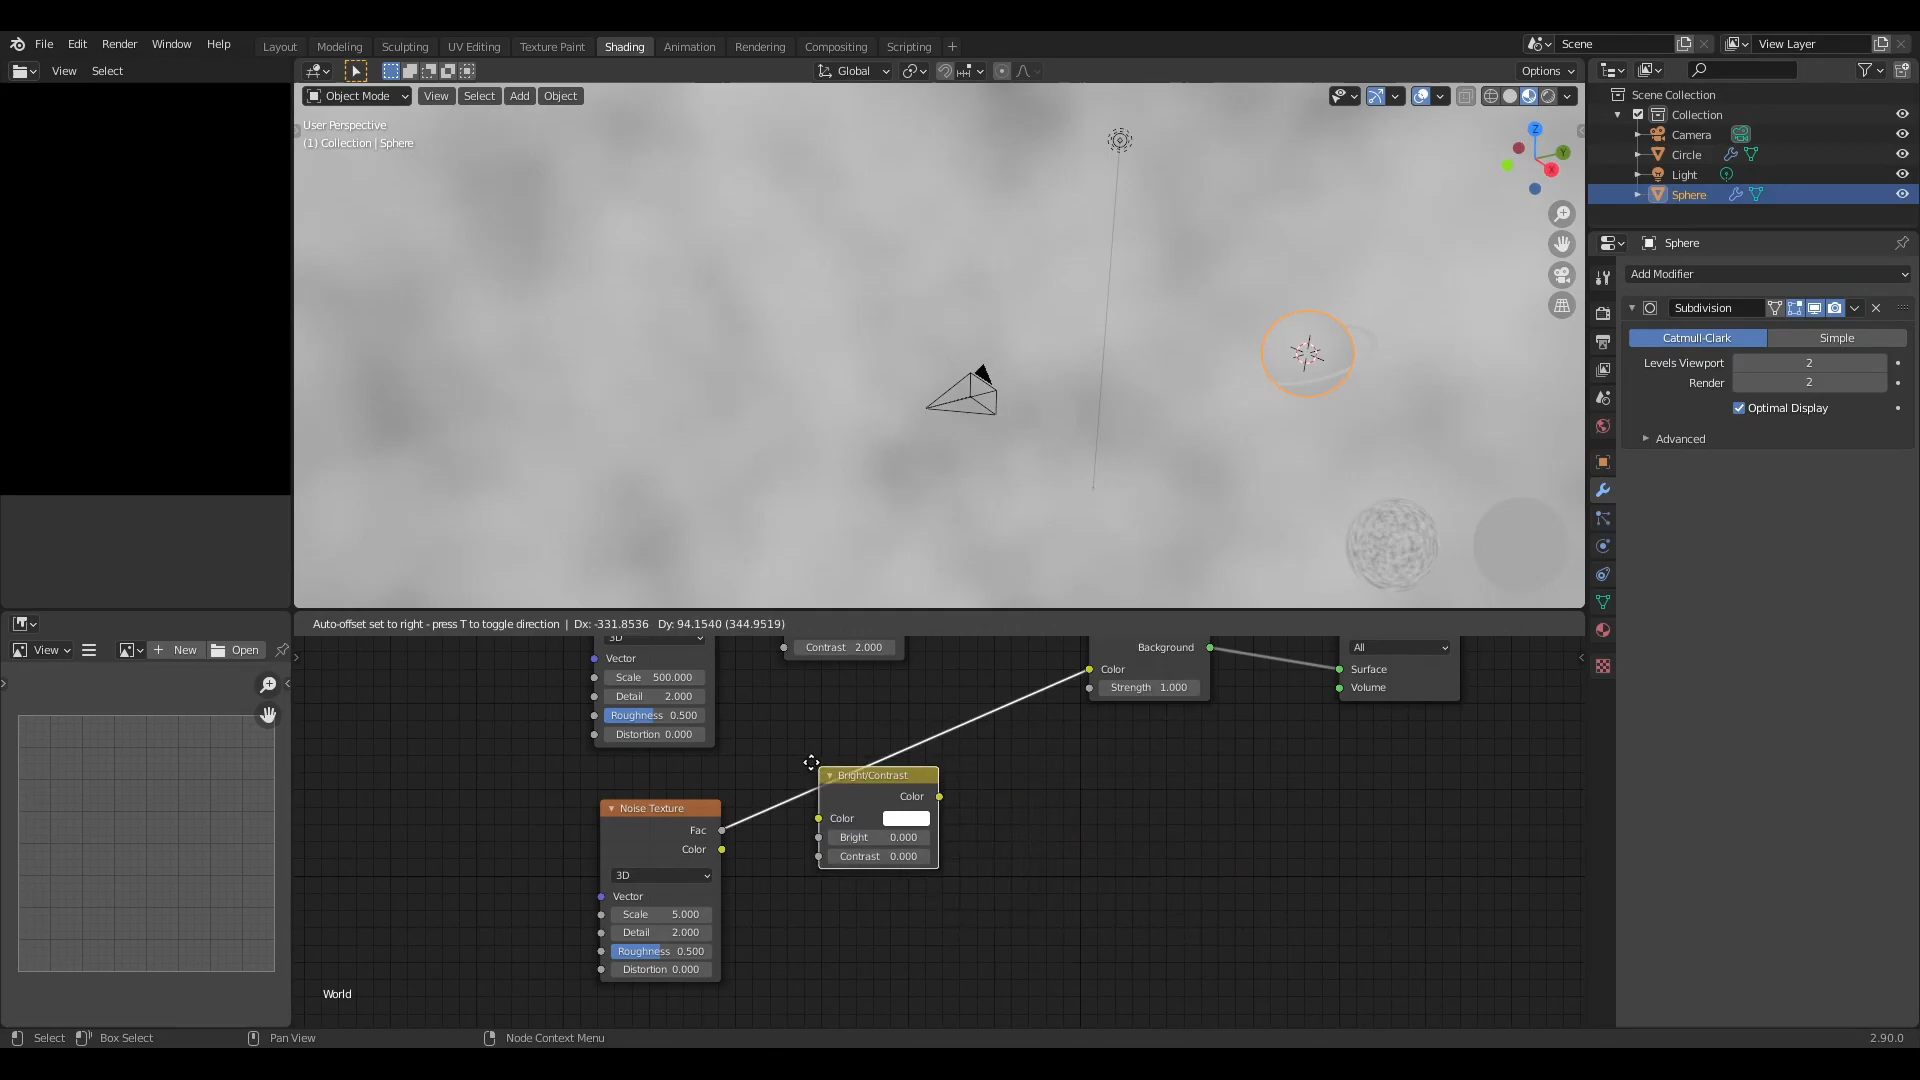 File Edit Render Window Help
Layout Modeling Sculpting UV Editing Texture Paint Shading Animation Rendering Compositing Scripting +
Scene
View Layer
View Select
Global
Options
Object Mode View Select Add Object
User Perspective
(1) Collection | Sphere
Z
Y
X
Scene Collection
Collection
Camera
Circle
Light
Sphere
Sphere
Add Modifier
Subdivision
Catmull-Clark Simple
Levels Viewport 2
Render 2
Optimal Display
Advanced
Auto-offset set to right - press T to toggle direction | Dx: -331.8536 Dy: 94.1540 (344.9519)
View New Open
3D
Vector
Scale 500.000
Detail 2.000
Roughness 0.500
Distortion 0.000
Contrast 2.000
Background
Color
Strength 1.000
All
Surface
Volume
Bright/Contrast
Color
Color
Bright 0.000
Contrast 0.000
Noise Texture
Fac
Color
3D
Vector
Scale 5.000
Detail 2.000
Roughness 0.500
Distortion 0.000
World
Select Box Select Pan View Node Context Menu 2.90.0